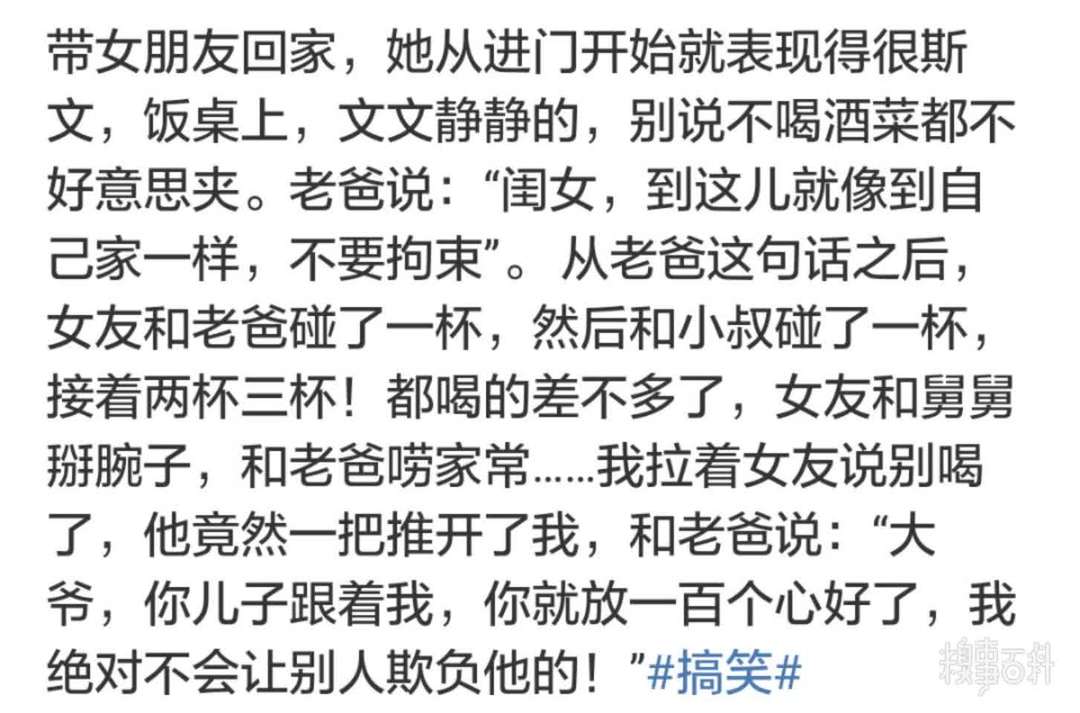 带女朋友回家，她从进门开始就表现得很斯
文，饭桌上，文文静静的，别说不喝酒菜都不
好意思夹。老爸说：“闺女，到这儿就像到自
己家一样，不要拘束”。从老爸这句话之后，
女友和老爸碰了一杯，然后和小叔碰了一杯，
接着两杯三杯！都喝的差不多了，女友和舅舅
掰腕子，和老爸唠家常……我拉着女友说别喝
了，他竟然一把推开了我，和老爸说：“大
爷，你儿子跟着我，你就放一百个心好了，我
绝对不会让别人欺负他的！”#搞笑#
糗事百科